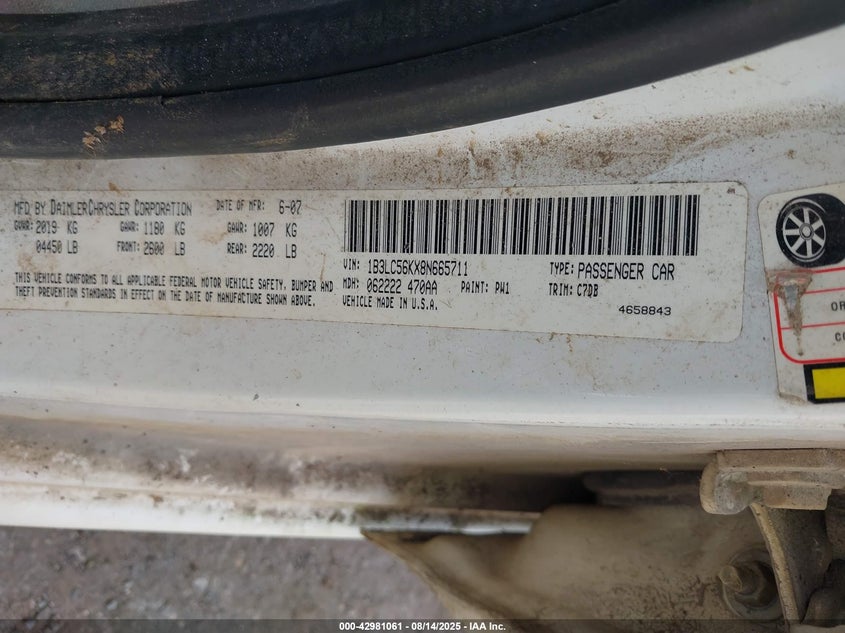 MFD BY DAIMLERCHRYSLER CORPORATION DATE OF MFR: 6-07
GVWR: 2019 KG GAWR: 1180 KG GAWR: 1007 KG
04450 LB FRONT: 2600 LB REAR: 2220 LB
THIS VEHICLE CONFORMS TO ALL APPLICABLE FEDERAL MOTOR VEHICLE SAFETY, BUMPER AND
THEFT PREVENTION STANDARDS IN EFFECT ON THE DATE OF MANUFACTURE SHOWN ABOVE.
VIN: 1B3LC56KX8N665711 TYPE: PASSENGER CAR
MDH: 062222 470AA PAINT: PW1 TRIM: C7DB
VEHICLE MADE IN U.S.A.
4658843
OR
CO
000-42981061 - 08/14/2025 - IAA Inc.